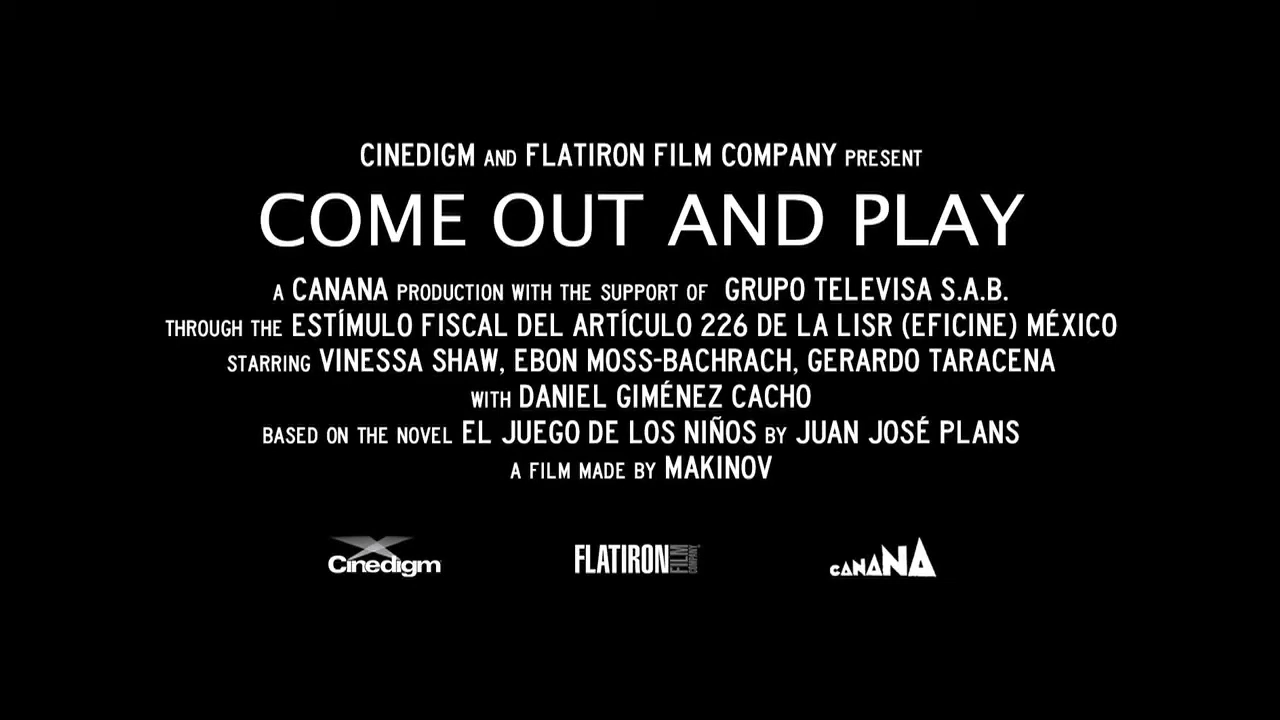 CINEDIGM AND FLATIRON FILM COMPANY PRESENT
COME OUT AND PLAY
A CANANA PRODUCTION WITH THE SUPPORT OF GRUPO TELEVISA S.A.B.
THROUGH THE ESTÍMULO FISCAL DEL ARTÍCULO 226 DE LA LISR (EFICINE) MÉXICO
STARRING VINESSA SHAW, EBON MOSS-BACHRACH, GERARDO TARACENA
WITH DANIEL GIMÉNEZ CACHO
BASED ON THE NOVEL EL JUEGO DE LOS NIÑOS BY JUAN JOSÉ PLANS
A FILM MADE BY MAKINOV
Cinedigm
FLATIRON FILM COMPANY
CANANA